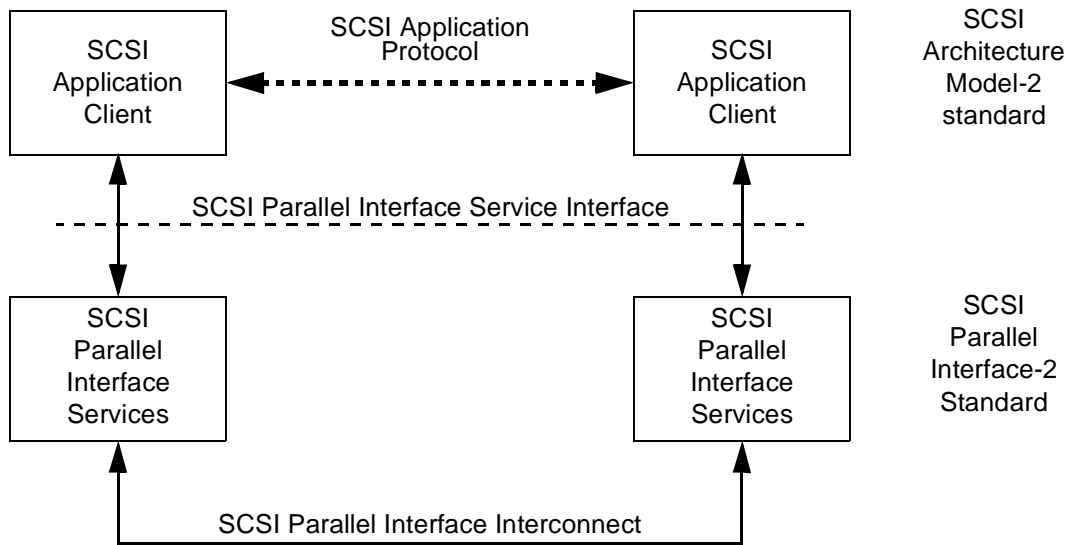 SCSI Application
Protocol
SCSI
Application
Client
SCSI
Application
Client
SCSI
Architecture
Model-2
standard
SCSI Parallel Interface Service Interface
SCSI
Parallel
Interface
Services
SCSI
Parallel
Interface
Services
SCSI
Parallel
Interface-2
Standard
SCSI Parallel Interface Interconnect